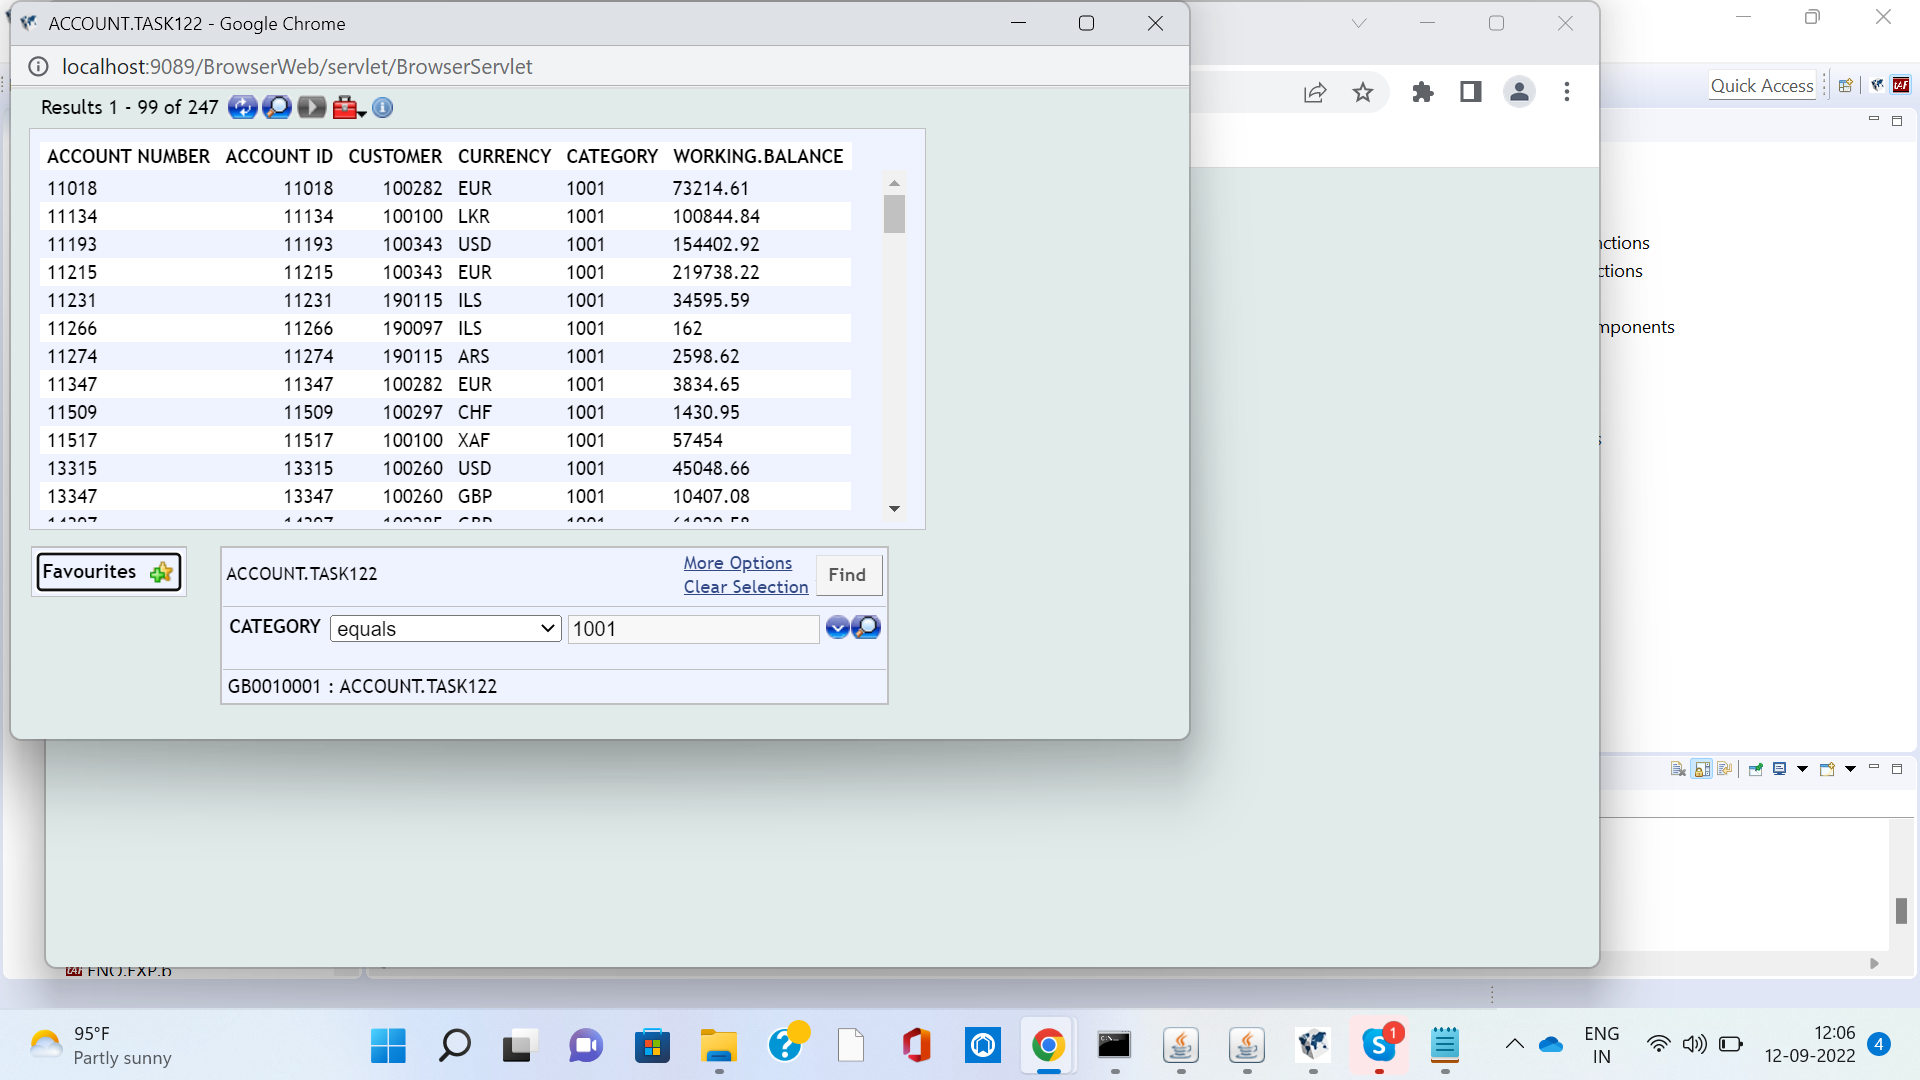 ACCOUNT.TASK122 - Google Chrome
localhost:9089/BrowserWeb/servlet/BrowserServlet
Quick Access
Results 1 - 99 of 247
ACCOUNT NUMBER ACCOUNT ID CUSTOMER CURRENCY CATEGORY WORKING.BALANCE
11018 11018 100282 EUR 1001 73214.61
11134 11134 100100 LKR 1001 100844.84
11193 11193 100343 USD 1001 154402.92
11215 11215 100343 EUR 1001 219738.22
11231 11231 190115 ILS 1001 34595.59
11266 11266 190097 ILS 1001 162
11274 11274 190115 ARS 1001 2598.62
11347 11347 100282 EUR 1001 3834.65
11509 11509 100297 CHF 1001 1430.95
11517 11517 100100 XAF 1001 57454
13315 13315 100260 USD 1001 45048.66
13347 13347 100260 GBP 1001 10407.08
nctions
ctions
mponents
s
Favourites
ACCOUNT.TASK122
More Options
Clear Selection
Find
CATEGORY equals 1001
GB0010001 : ACCOUNT.TASK122
ENQ.EXP.b
95°F
Partly sunny
1
ENG
IN
12:06
12-09-2022
4